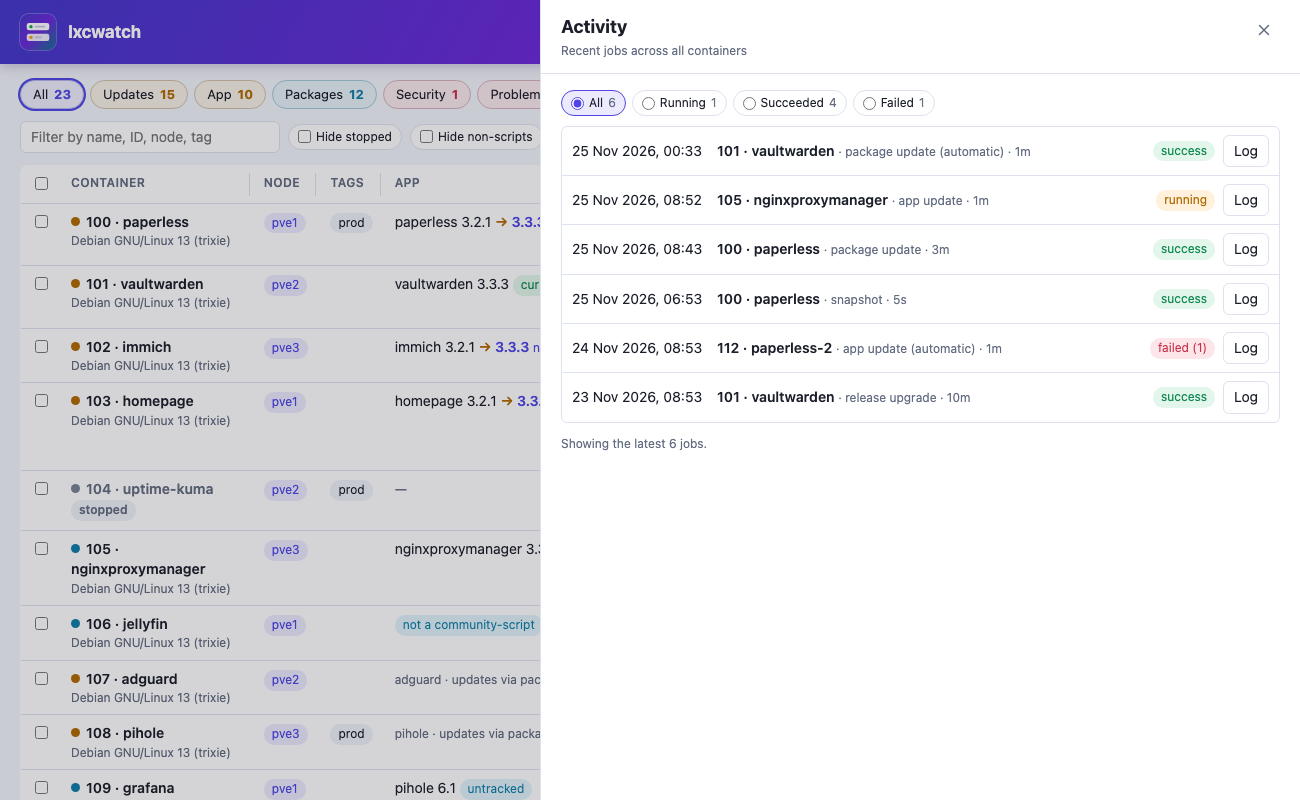 lxcwatch
All 23
Updates 15
App 10
Packages 12
Security 1
Problem
Filter by name, ID, node, tag
Hide stopped
Hide non-scripts
CONTAINER NODE TAGS APP
100 · paperless pve1 prod paperless 3.2.1 → 3.3.3
Debian GNU/Linux 13 (trixie)
101 · vaultwarden pve2 vaultwarden 3.3.3 cur
Debian GNU/Linux 13 (trixie)
102 · immich pve3 immich 3.2.1 → 3.3.3 n
Debian GNU/Linux 13 (trixie)
103 · homepage pve1 homepage 3.2.1 → 3.3.
Debian GNU/Linux 13 (trixie)
104 · uptime-kuma pve2 prod —
stopped
105 · pve3 nginxproxymanager 3.3
nginxproxymanager
Debian GNU/Linux 13 (trixie)
106 · jellyfin pve1 not a community-script
Debian GNU/Linux 13 (trixie)
107 · adguard pve2 adguard · updates via pac
Debian GNU/Linux 13 (trixie)
108 · pihole pve3 prod pihole · updates via packa
Debian GNU/Linux 13 (trixie)
109 · grafana pve1 pihole 6.1 untracked
Activity
Recent jobs across all containers
All 6
Running 1
Succeeded 4
Failed 1
25 Nov 2026, 00:33 101 · vaultwarden · package update (automatic) · 1m success Log
25 Nov 2026, 08:52 105 · nginxproxymanager · app update · 1m running Log
25 Nov 2026, 08:43 100 · paperless · package update · 3m success Log
25 Nov 2026, 06:53 100 · paperless · snapshot · 5s success Log
24 Nov 2026, 08:53 112 · paperless-2 · app update (automatic) · 1m failed (1) Log
23 Nov 2026, 08:53 101 · vaultwarden · release upgrade · 10m success Log
Showing the latest 6 jobs.